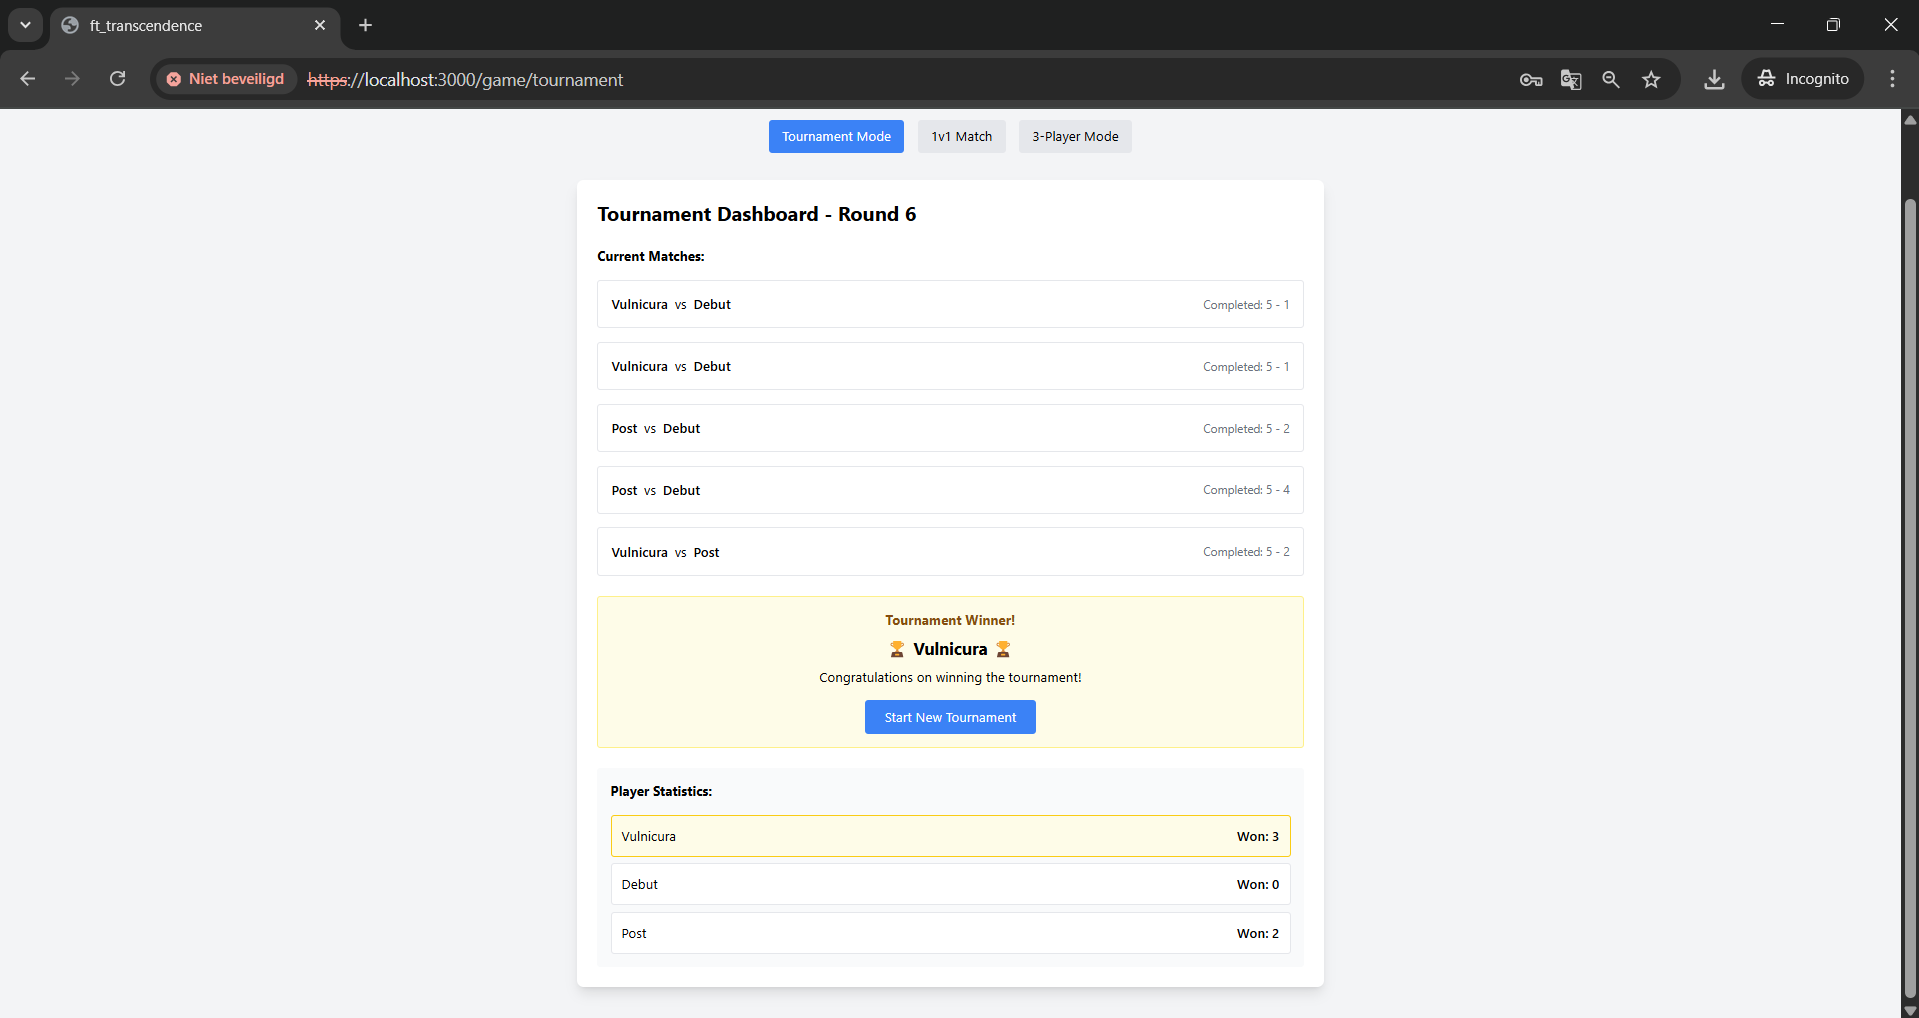 ft_transcendence
Niet beveiligd https://localhost:3000/game/tournament Incognito
Tournament Mode 1v1 Match 3-Player Mode
Tournament Dashboard - Round 6
Current Matches:
Vulnicura vs Debut Completed: 5 - 1
Vulnicura vs Debut Completed: 5 - 1
Post vs Debut Completed: 5 - 2
Post vs Debut Completed: 5 - 4
Vulnicura vs Post Completed: 5 - 2
Tournament Winner!
🏆 Vulnicura 🏆
Congratulations on winning the tournament!
Start New Tournament
Player Statistics:
Vulnicura Won: 3
Debut Won: 0
Post Won: 2